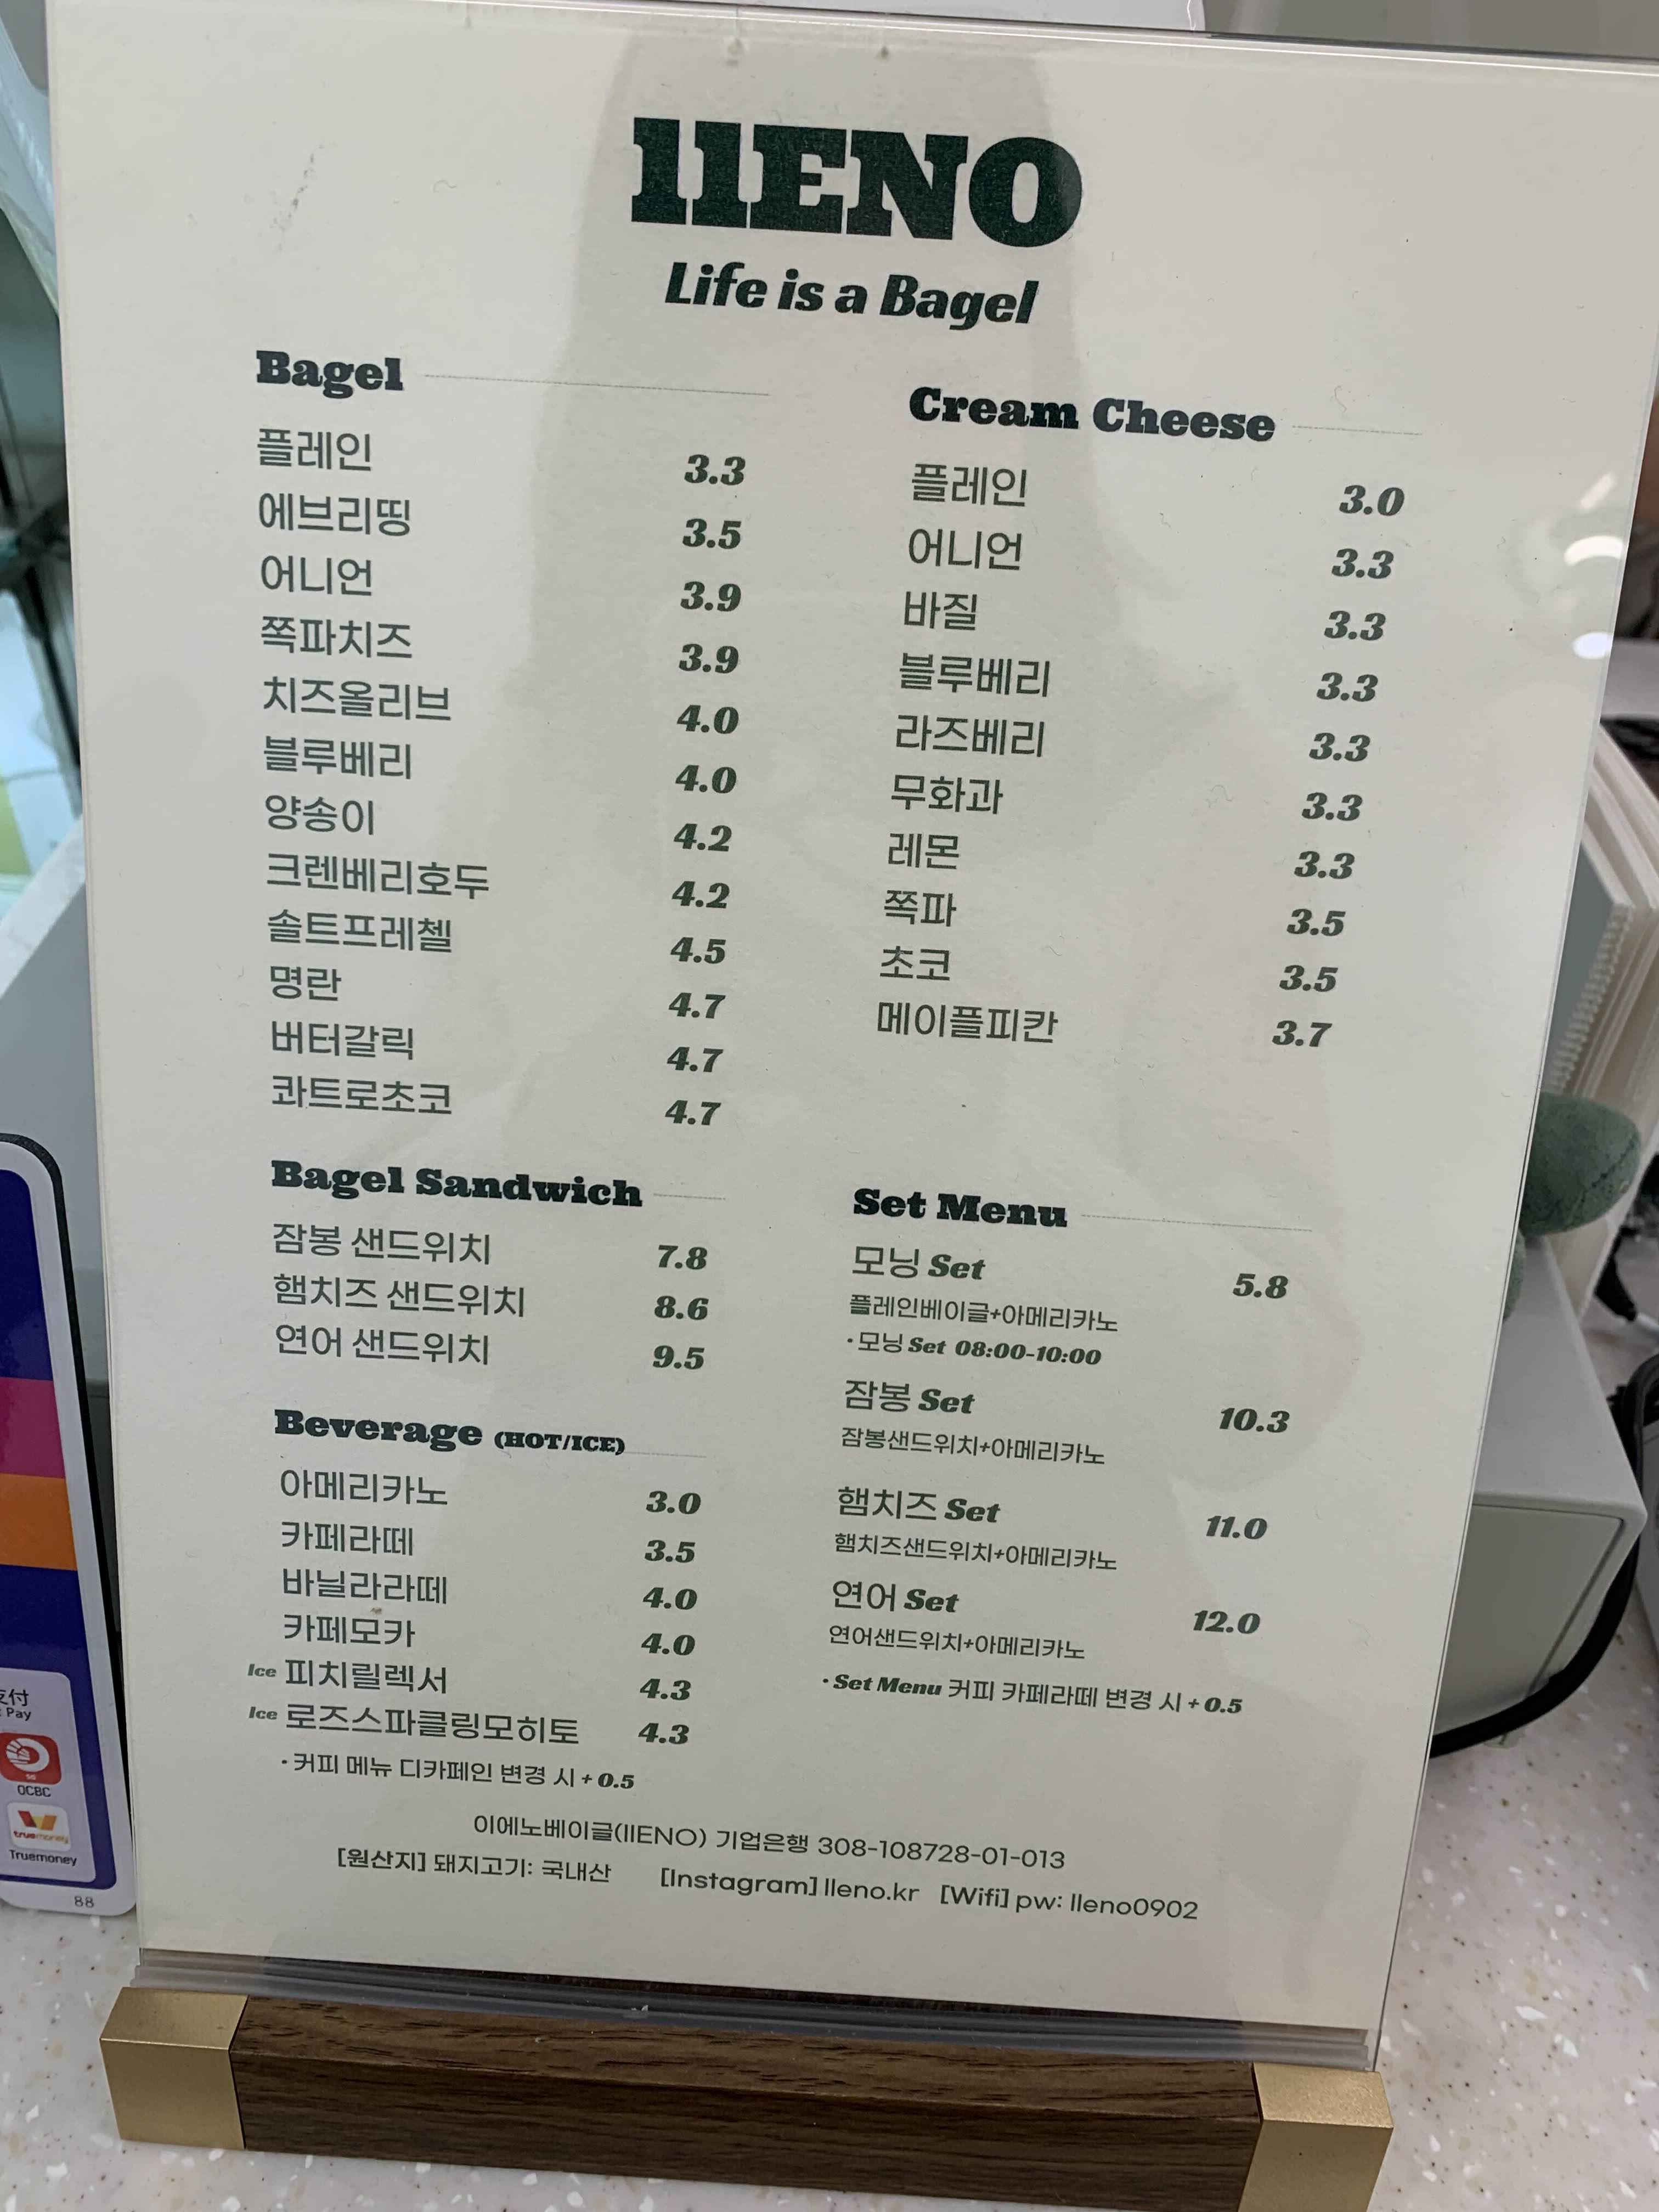 llENO
Life is a Bagel
Bagel
플레인 3.3
에브리띵 3.5
어니언 3.9
쪽파치즈 3.9
치즈올리브 4.0
블루베리 4.0
양송이 4.2
크렌베리호두 4.2
솔트프레첼 4.5
명란 4.7
버터갈릭 4.7
콰트로초코 4.7
Cream Cheese
플레인 3.0
어니언 3.3
바질 3.3
블루베리 3.3
라즈베리 3.3
무화과 3.3
레몬 3.3
쪽파 3.5
초코 3.5
메이플피칸 3.7
Bagel Sandwich
잠봉 샌드위치 7.8
햄치즈 샌드위치 8.6
연어 샌드위치 9.5
Beverage (HOT/ICE)
아메리카노 3.0
카페라떼 3.5
바닐라라떼 4.0
카페모카 4.0
Ice 피치릴렉서 4.3
Ice 로즈스파클링모히토 4.3
• 커피 메뉴 디카페인 변경 시 + 0.5
Set Menu
모닝 Set 5.8
플레인베이글+아메리카노
• 모닝 Set 08:00-10:00
잠봉 Set 10.3
잠봉샌드위치+아메리카노
햄치즈 Set 11.0
햄치즈샌드위치+아메리카노
연어 Set 12.0
연어샌드위치+아메리카노
• Set Menu 커피 카페라떼 변경 시 + 0.5
이에노베이글(llENO) 기업은행 308-108728-01-013
[원산지] 돼지고기: 국내산 [Instagram] lleno.kr [Wifi] pw: lleno0902
支付
Pay
OCBC
truemoney
Truemoney
88